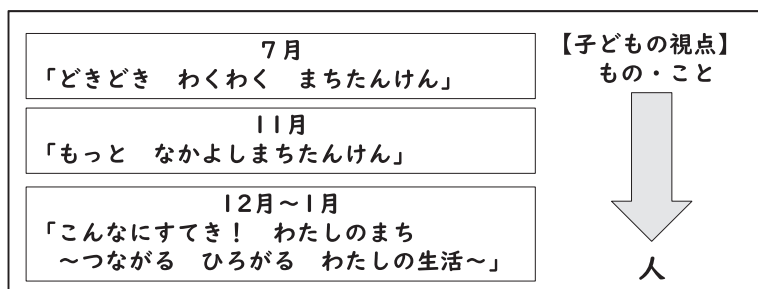 7月
「どきどき　わくわく　まちたんけん」
11月
「もっと　なかよしまちたんけん」
12月～1月
「こんなにすてき！　わたしのまち
～つながる　ひろがる　わたしの生活～」
【子どもの視点】
もの・こと
人